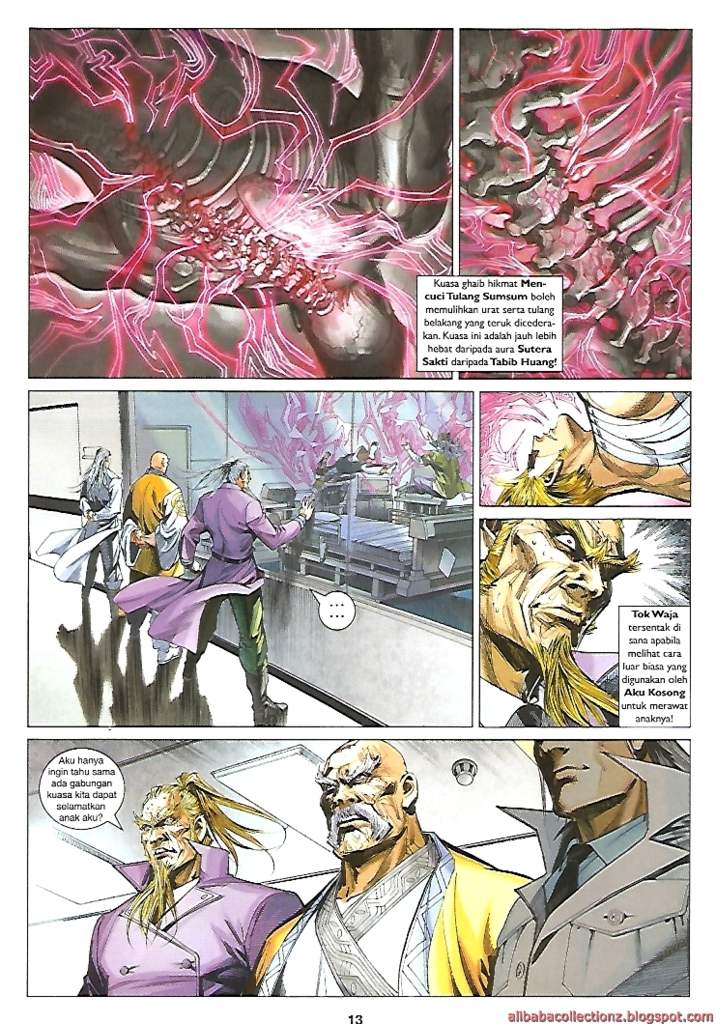 Kuasa ghaib hikmat Men-
cuci Tulang Sumsum boleh
memulihkan urat serta tulang
belakang yang teruk dicedera-
kan. Kuasa ini adalah jauh lebih
hebat daripada aura Sutera
Sakti daripada Tabib Huang!
...
...
Tok Waja
tersentak di
sana apabila
melihat cara
luar biasa yang
digunakan oleh
Aku Kosong
untuk merawat
anaknya!
Aku hanya
ingin tahu sama
ada gabungan
kuasa kita dapat
selamatkan
anak aku?
13
alibabacollectionz.blogspot.com